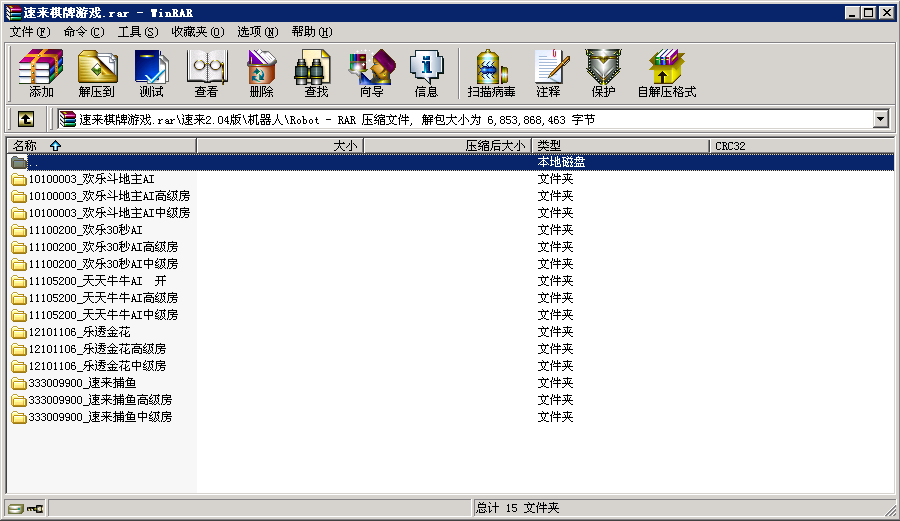 速来棋牌游戏.rar - WinRAR
文件(F) 命令(C) 工具(S) 收藏夹(O) 选项(N) 帮助(H)
添加 解压到 测试 查看 删除 查找 向导 信息 扫描病毒 注释 保护 自解压格式
速来棋牌游戏.rar\速来2.04版\机器人\Robot - RAR 压缩文件, 解包大小为 6,853,868,463 字节
名称 大小 压缩后大小 类型 CRC32
.. 本地磁盘
10100003_欢乐斗地主AI 文件夹
10100003_欢乐斗地主AI高级房 文件夹
10100003_欢乐斗地主AI中级房 文件夹
11100200_欢乐30秒AI 文件夹
11100200_欢乐30秒AI高级房 文件夹
11100200_欢乐30秒AI中级房 文件夹
11105200_天天牛牛AI 开 文件夹
11105200_天天牛牛AI高级房 文件夹
11105200_天天牛牛AI中级房 文件夹
12101106_乐透金花 文件夹
12101106_乐透金花高级房 文件夹
12101106_乐透金花中级房 文件夹
333009900_速来捕鱼 文件夹
333009900_速来捕鱼高级房 文件夹
333009900_速来捕鱼中级房 文件夹
总计 15 文件夹